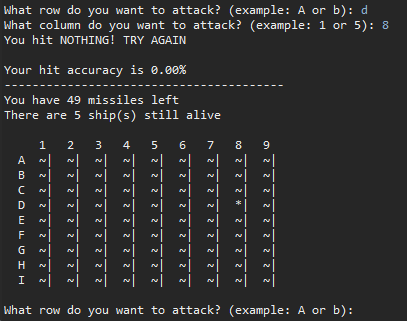 What row do you want to attack? (example: A or b): d
What column do you want to attack? (example: 1 or 5): 8
You hit NOTHING! TRY AGAIN
Your hit accuracy is 0.00%
----------------------------------------
You have 49 missiles left
There are 5 ship(s) still alive
1 2 3 4 5 6 7 8 9
A ~| ~| ~| ~| ~| ~| ~| ~| ~|
B ~| ~| ~| ~| ~| ~| ~| ~| ~|
C ~| ~| ~| ~| ~| ~| ~| ~| ~|
D ~| ~| ~| ~| ~| ~| ~| *| ~|
E ~| ~| ~| ~| ~| ~| ~| ~| ~|
F ~| ~| ~| ~| ~| ~| ~| ~| ~|
G ~| ~| ~| ~| ~| ~| ~| ~| ~|
H ~| ~| ~| ~| ~| ~| ~| ~| ~|
I ~| ~| ~| ~| ~| ~| ~| ~| ~|
What row do you want to attack? (example: A or b):